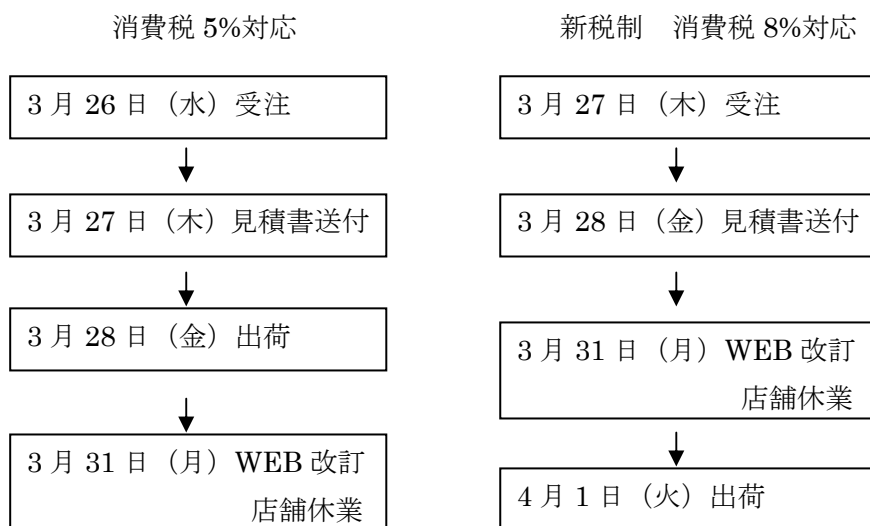 消費税 5%対応
3 月 26 日（水）受注
3 月 27 日（木）見積書送付
3 月 28 日（金）出荷
3 月 31 日（月）WEB 改訂
店舗休業
新税制　消費税 8%対応
3 月 27 日（木）受注
3 月 28 日（金）見積書送付
3 月 31 日（月）WEB 改訂
店舗休業
4 月 1 日（火）出荷